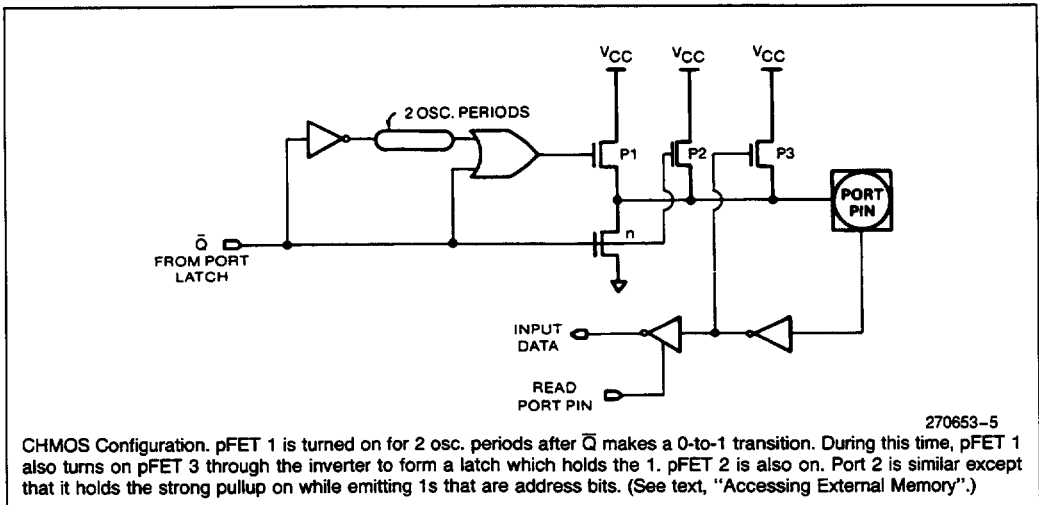 VCC VCC VCC
2 OSC. PERIODS
P1 P2 P3
PORT
PIN
Q̅
n
FROM PORT
LATCH
INPUT
DATA
READ
PORT PIN
270653–5
CHMOS Configuration. pFET 1 is turned on for 2 osc. periods after Q̅ makes a 0-to-1 transition. During this time, pFET 1
also turns on pFET 3 through the inverter to form a latch which holds the 1. pFET 2 is also on. Port 2 is similar except
that it holds the strong pullup on while emitting 1s that are address bits. (See text, "Accessing External Memory".)